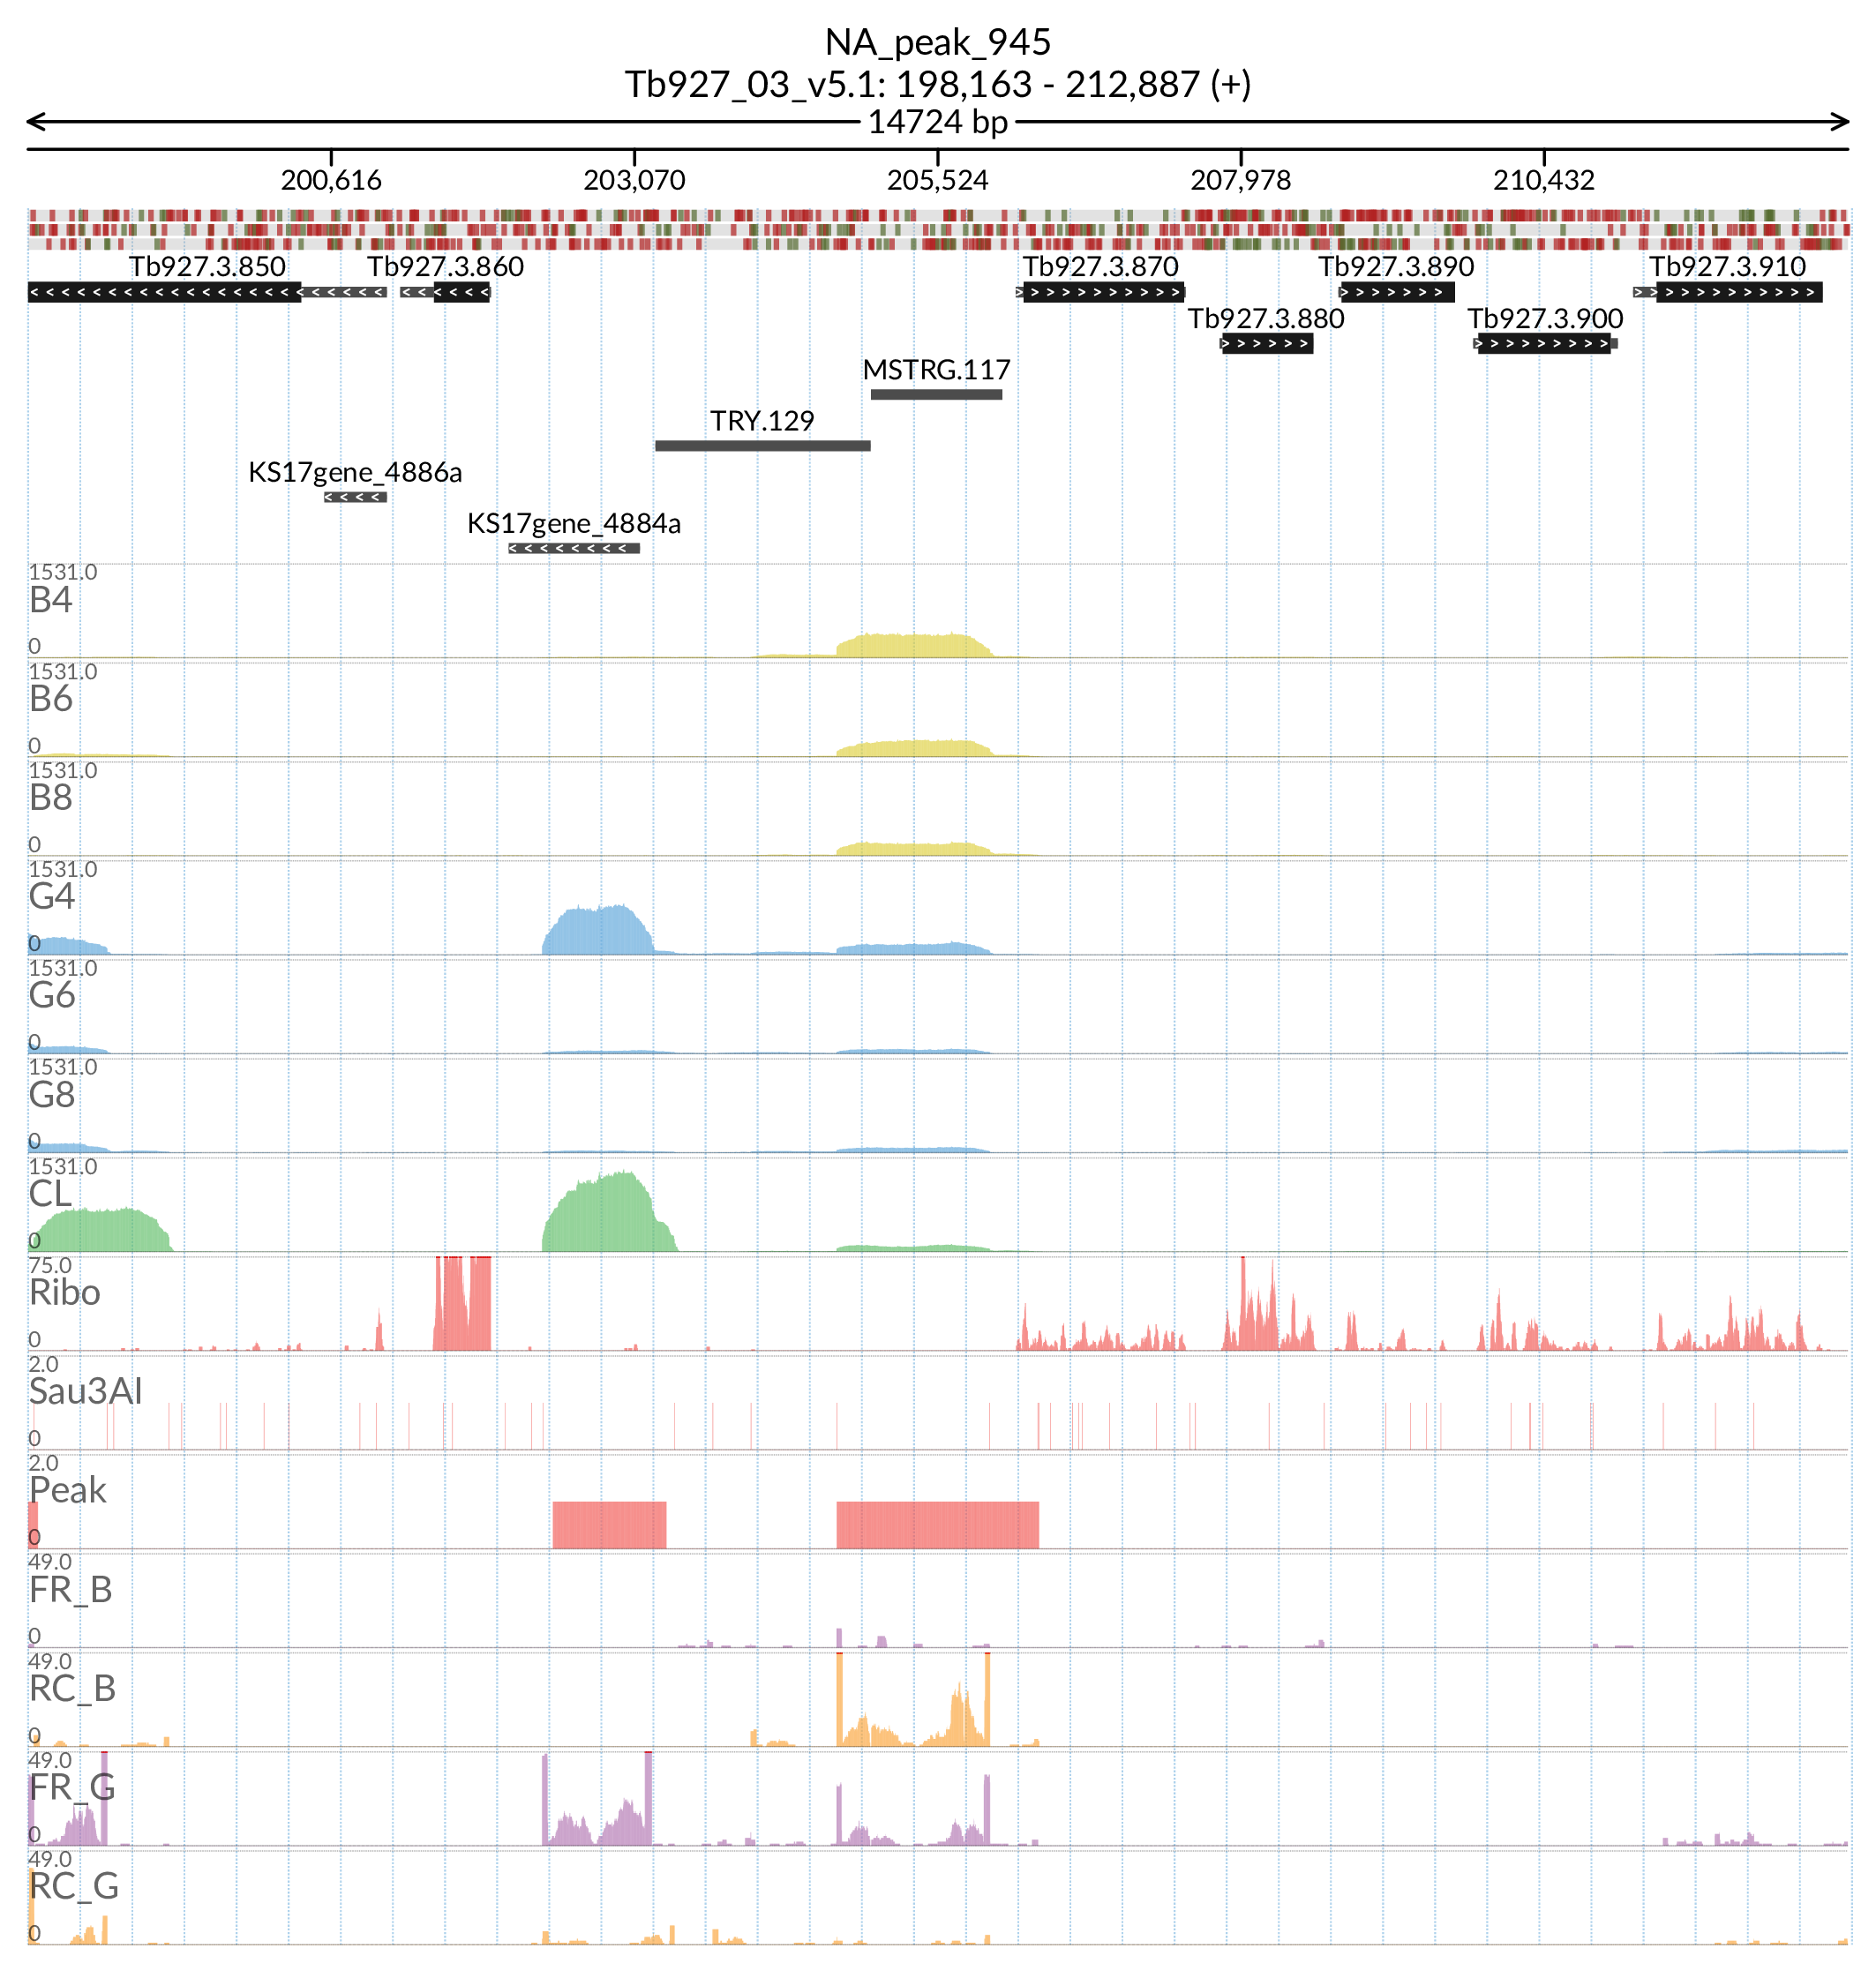 NA_peak_945
Tb927_03_v5.1: 198,163 - 212,887 (+)
14724 bp
200,616 203,070 205,524 207,978 210,432
Tb927.3.850 Tb927.3.860 Tb927.3.870 Tb927.3.890 Tb927.3.910
Tb927.3.880 Tb927.3.900
MSTRG.117
TRY.129
KS17gene_4886a
KS17gene_4884a
1531.0
B4
0
1531.0
B6
0
1531.0
B8
0
1531.0
G4
0
1531.0
G6
0
1531.0
G8
0
1531.0
CL
0
75.0
Ribo
0
2.0
Sau3AI
0
2.0
Peak
0
49.0
FR_B
0
49.0
RC_B
0
49.0
FR_G
0
49.0
RC_G
0